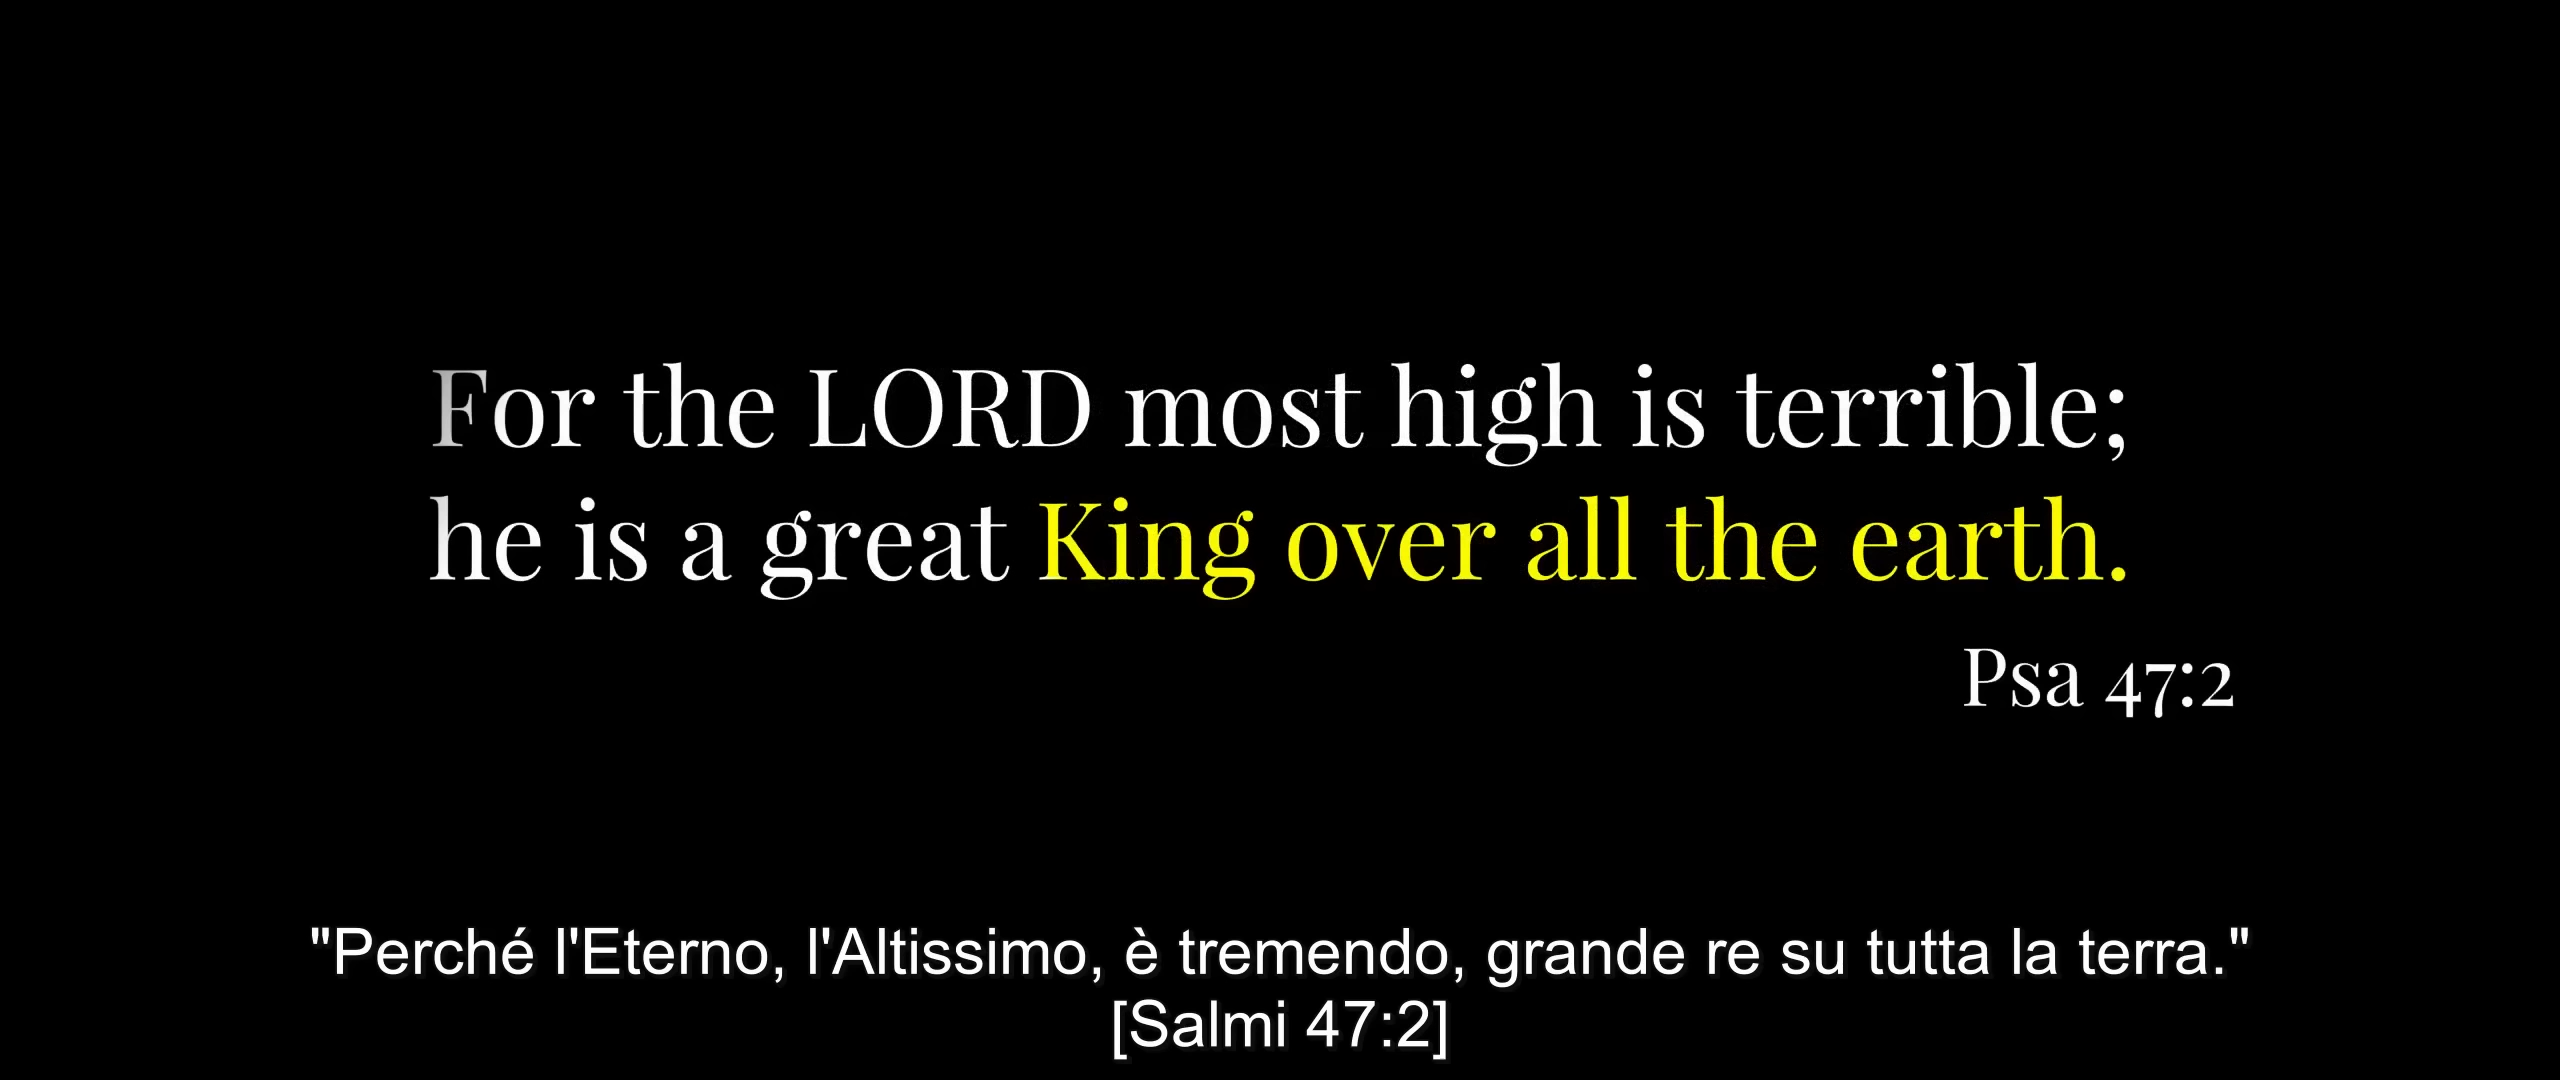 For the LORD most high is terrible;
he is a great King over all the earth.
Psa 47:2
"Perché l'Eterno, l'Altissimo, è tremendo, grande re su tutta la terra."
[Salmi 47:2]